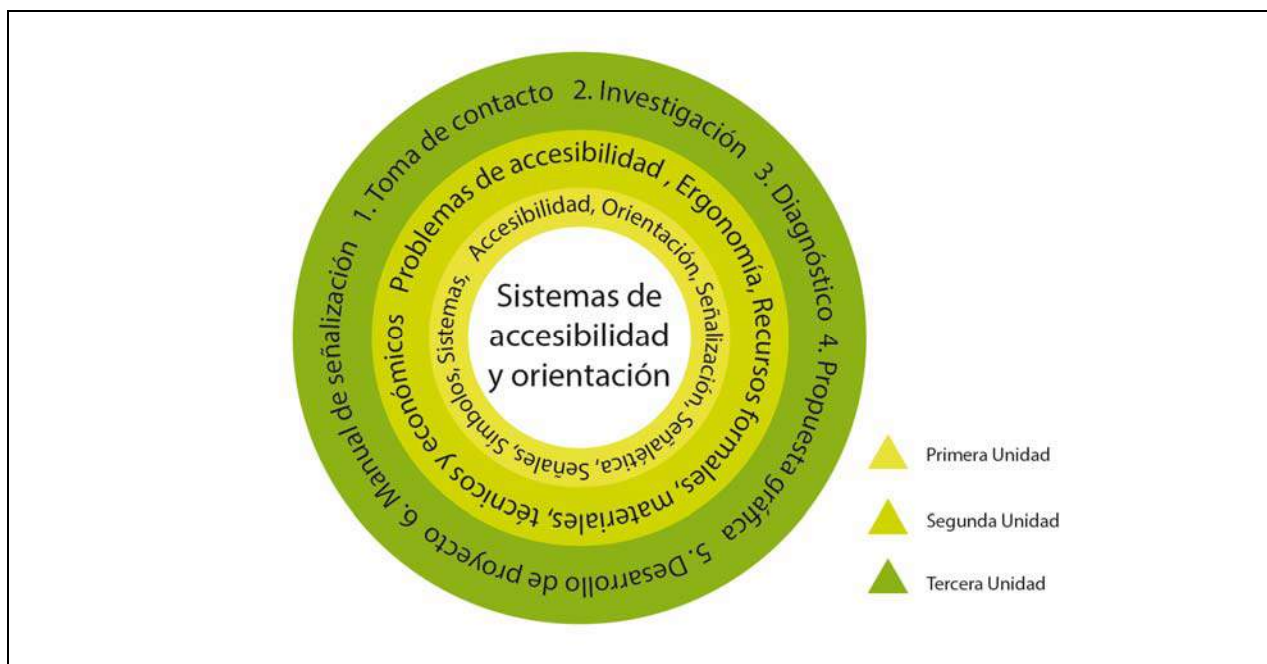 1. Toma de contacto 2. Investigación 3. Diagnóstico 4. Propuesta gráfica 5. Desarrollo de proyecto 6. Manual de señalización
Problemas de accesibilidad , Ergonomía, Recursos formales, materiales, técnicos y económicos
Accesibilidad, Orientación, Señalización, Señalética, Señales, Símbolos, Sistemas,
Sistemas de
accesibilidad
y orientación
Primera Unidad
Segunda Unidad
Tercera Unidad